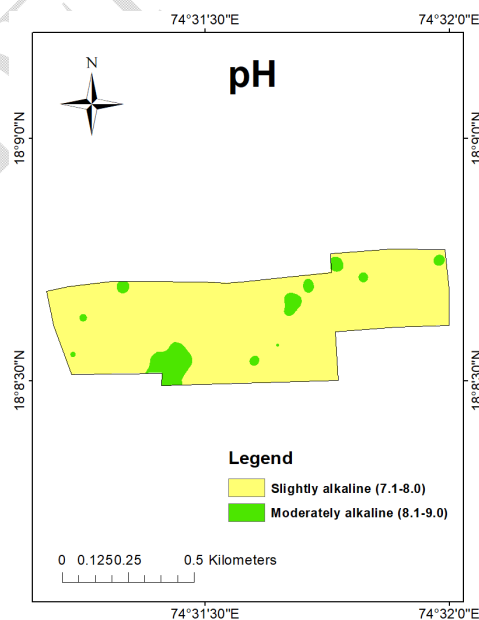 74°31'30"E 74°32'0"E
N
pH
18°9'0"N 18°9'0"N
18°8'30"N 18°8'30"N
Legend
Slightly alkaline (7.1-8.0)
Moderately alkaline (8.1-9.0)
0 0.1250.25 0.5 Kilometers
74°31'30"E 74°32'0"E